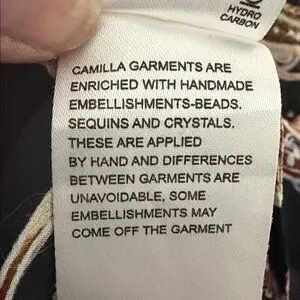 HYDRO
CARBON
CAMILLA GARMENTS ARE
ENRICHED WITH HANDMADE
EMBELLISHMENTS-BEADS.
SEQUINS AND CRYSTALS.
THESE ARE APPLIED
BY HAND AND DIFFERENCES
BETWEEN GARMENTS ARE
UNAVOIDABLE, SOME
EMBELLISHMENTS MAY
COME OFF THE GARMENT